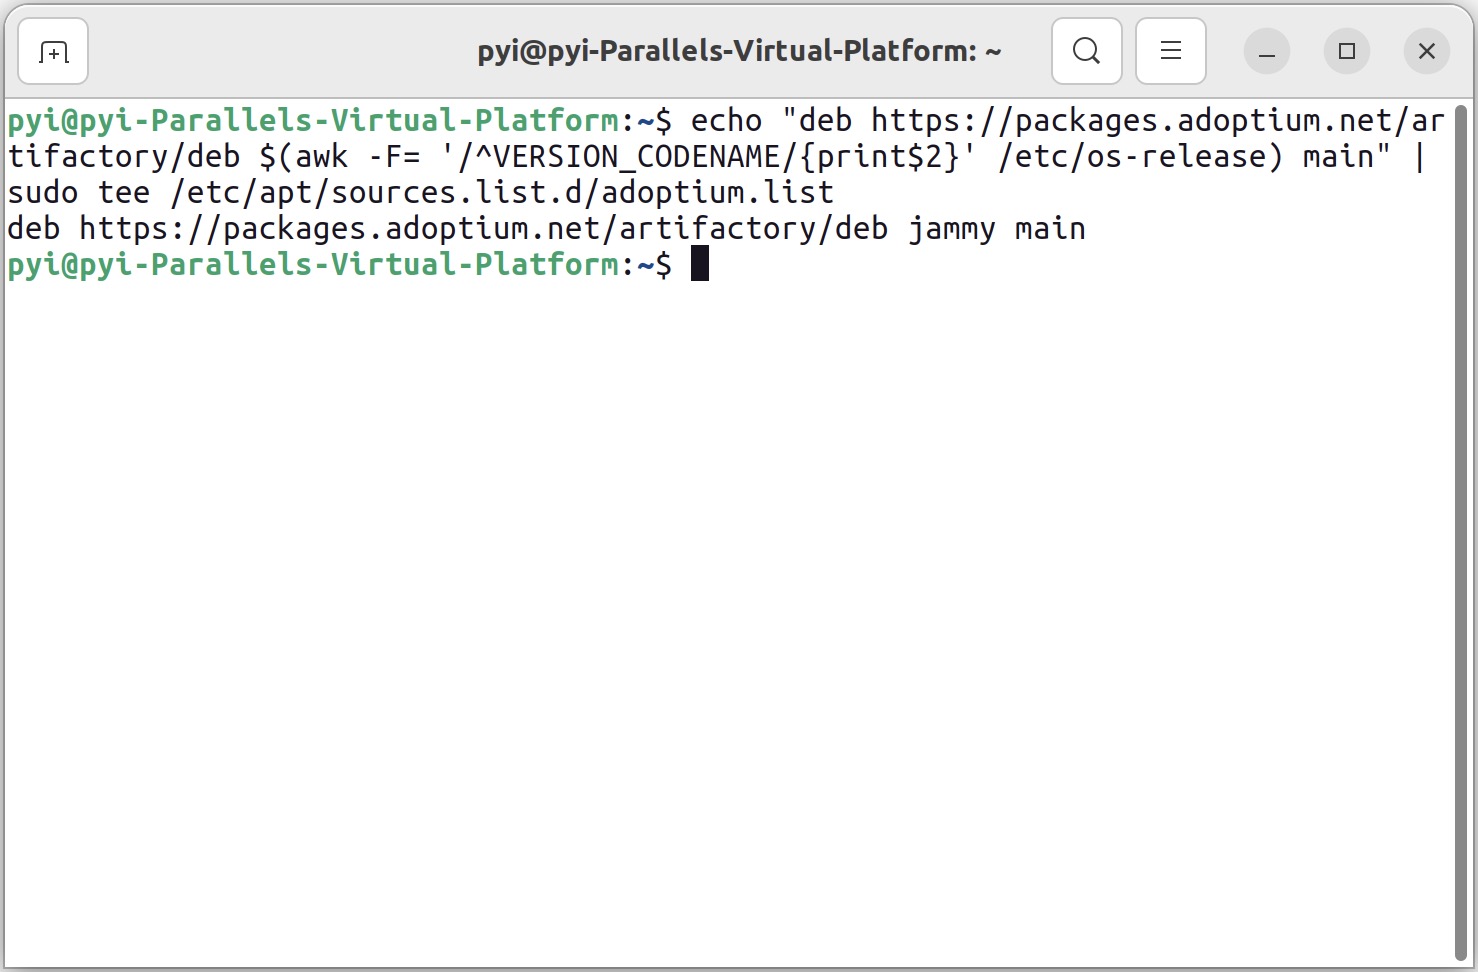 pyi@pyi-Parallels-Virtual-Platform: ~
pyi@pyi-Parallels-Virtual-Platform:~$ echo "deb https://packages.adoptium.net/ar
tifactory/deb $(awk -F= '/^VERSION_CODENAME/{print$2}' /etc/os-release) main" |
sudo tee /etc/apt/sources.list.d/adoptium.list
deb https://packages.adoptium.net/artifactory/deb jammy main
pyi@pyi-Parallels-Virtual-Platform:~$